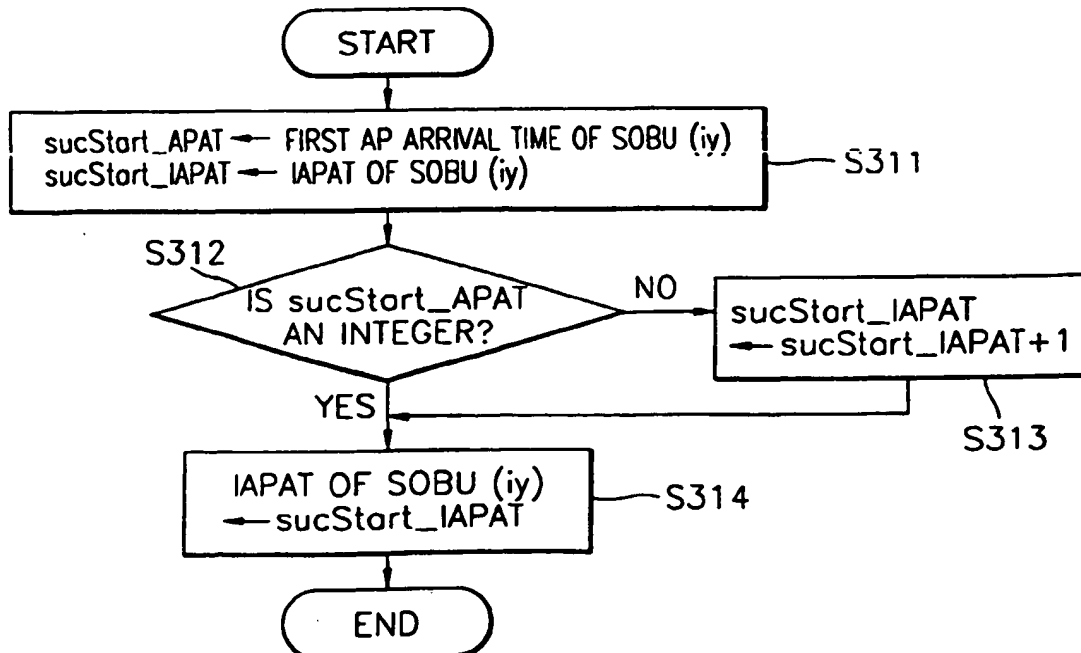 START
sucStart_APAT ← FIRST AP ARRIVAL TIME OF SOBU (iy)
sucStart_IAPAT ← IAPAT OF SOBU (iy)
S311
S312
IS sucStart_APAT
AN INTEGER?
NO
sucStart_IAPAT
← sucStart_IAPAT+1
S313
YES
IAPAT OF SOBU (iy)
← sucStart_IAPAT
S314
END